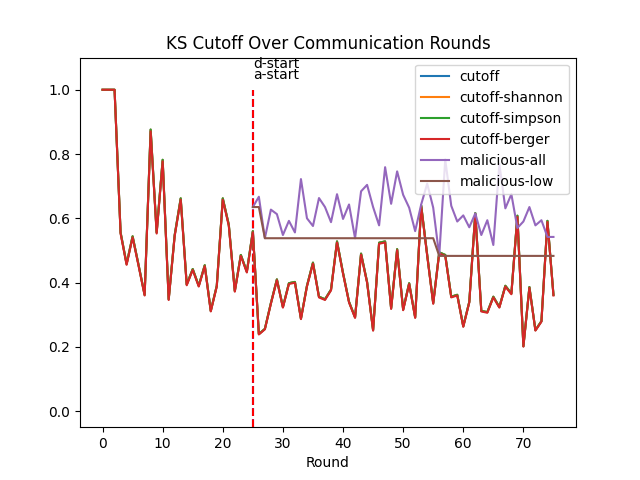 KS Cutoff Over Communication Rounds
d-start
a-start
cutoff
cutoff-shannon
cutoff-simpson
cutoff-berger
malicious-all
malicious-low
1.0
0.8
0.6
0.4
0.2
0.0
0 10 20 30 40 50 60 70
Round